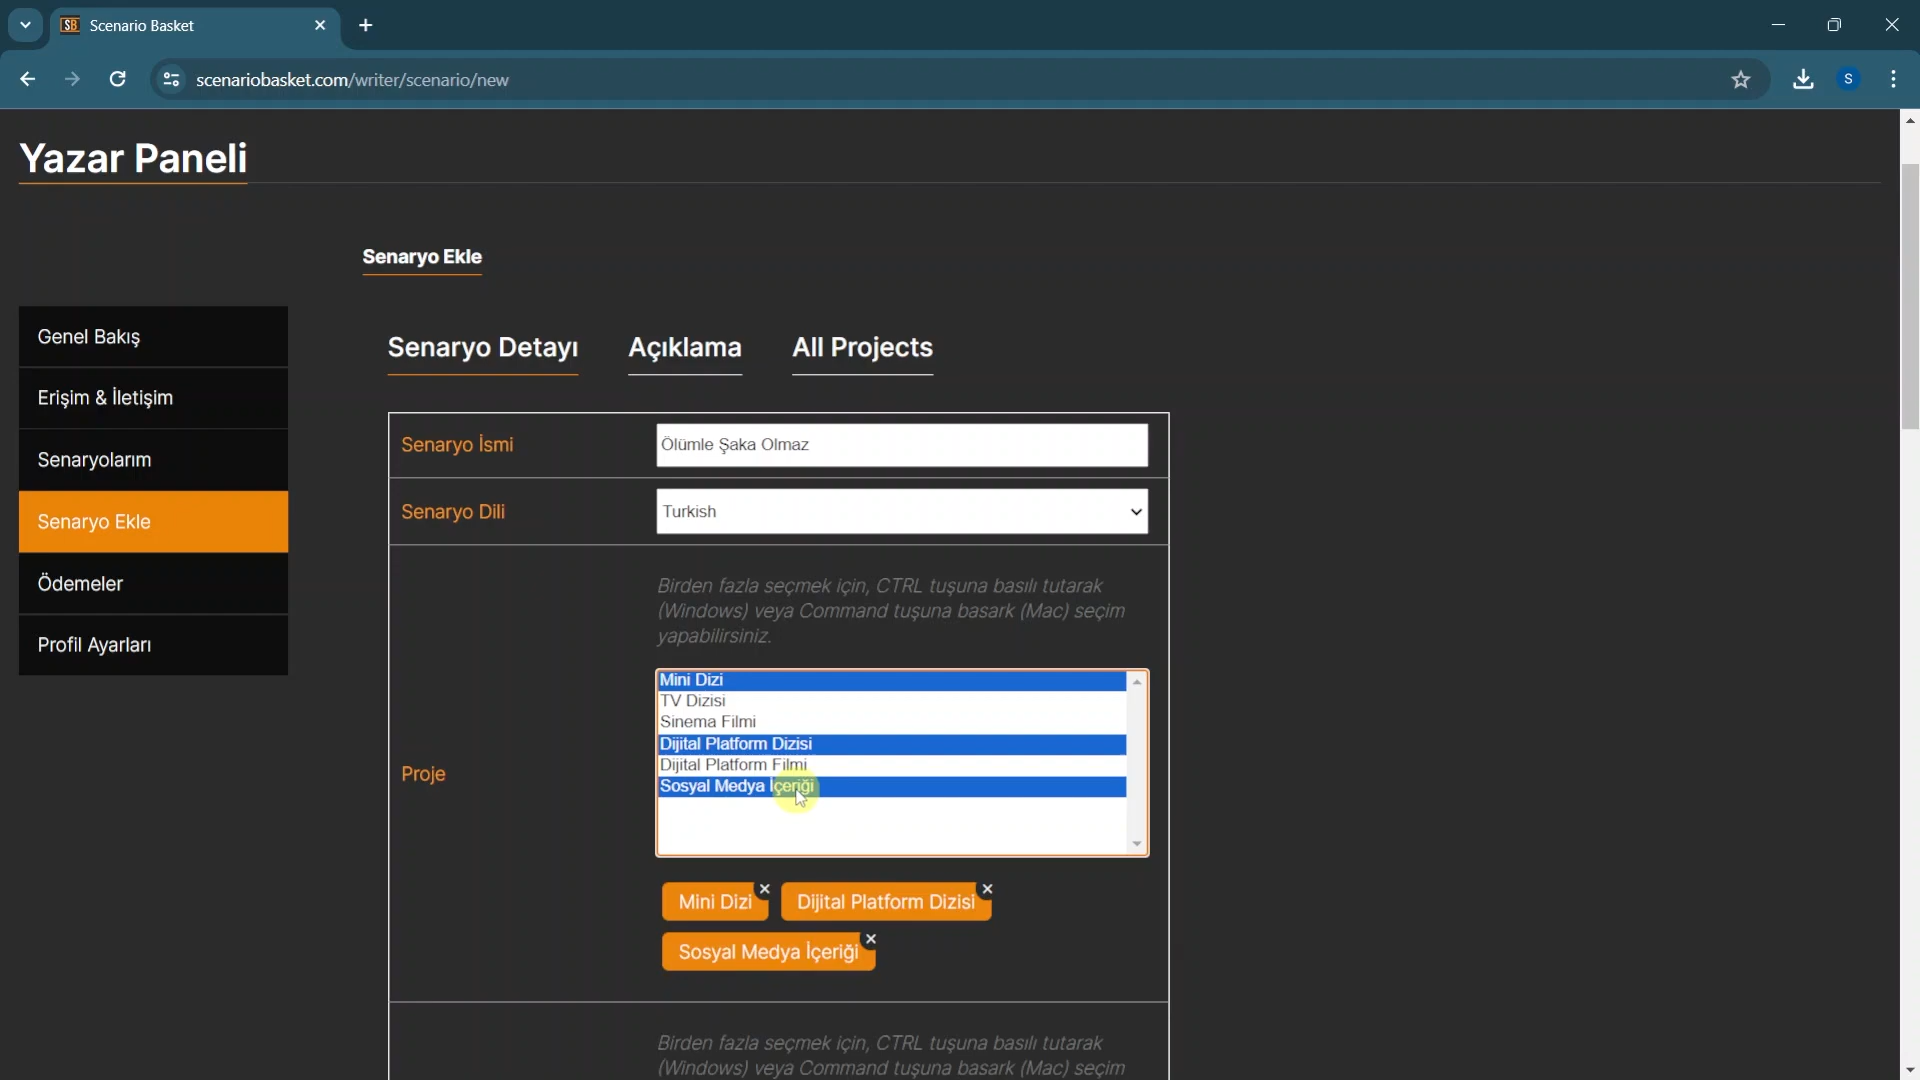 SB Scenario Basket
scenariobasket.com/writer/scenario/new
S
Yazar Paneli
Senaryo Ekle
Genel Bakış
Erişim & İletişim
Senaryolarım
Senaryo Ekle
Ödemeler
Profil Ayarları
Senaryo Detayı Açıklama All Projects
Senaryo İsmi Ölümle Şaka Olmaz
Senaryo Dili Turkish
Birden fazla seçmek için, CTRL tuşuna basılı tutarak
(Windows) veya Command tuşuna basark (Mac) seçim
yapabilirsiniz.
Proje
Mini Dizi
TV Dizisi
Sinema Filmi
Dijital Platform Dizisi
Dijital Platform Filmi
Sosyal Medya İçeriği
Mini Dizi Dijital Platform Dizisi
Sosyal Medya İçeriği
Birden fazla seçmek için, CTRL tuşuna basılı tutarak
(Windows) veya Command tuşuna basark (Mac) seçim